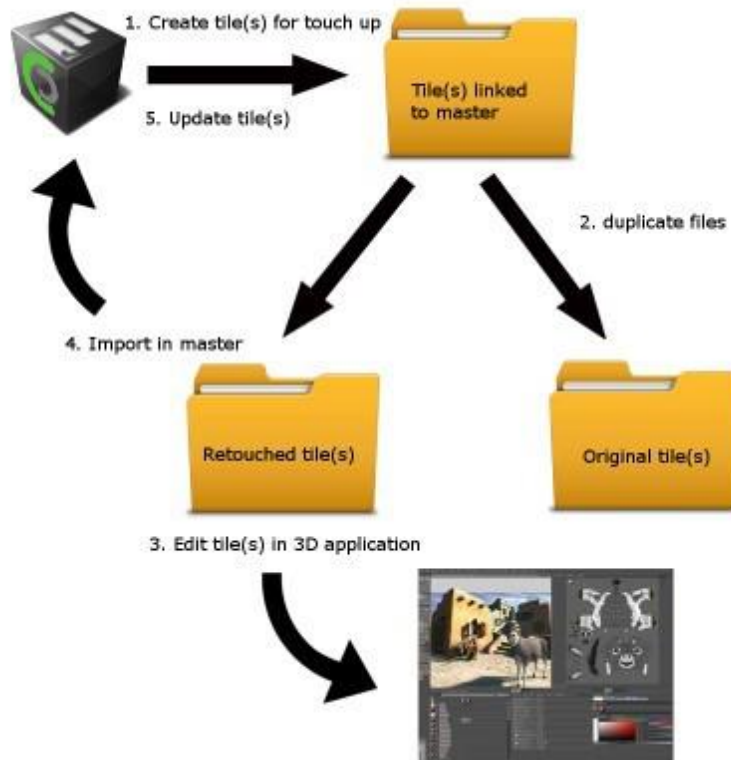 1. Create tile(s) for touch up
5. Update tile(s)
Tile(s) linked
to master
2. duplicate files
4. Import in master
Retouched tile(s)
Original tile(s)
3. Edit tile(s) in 3D application